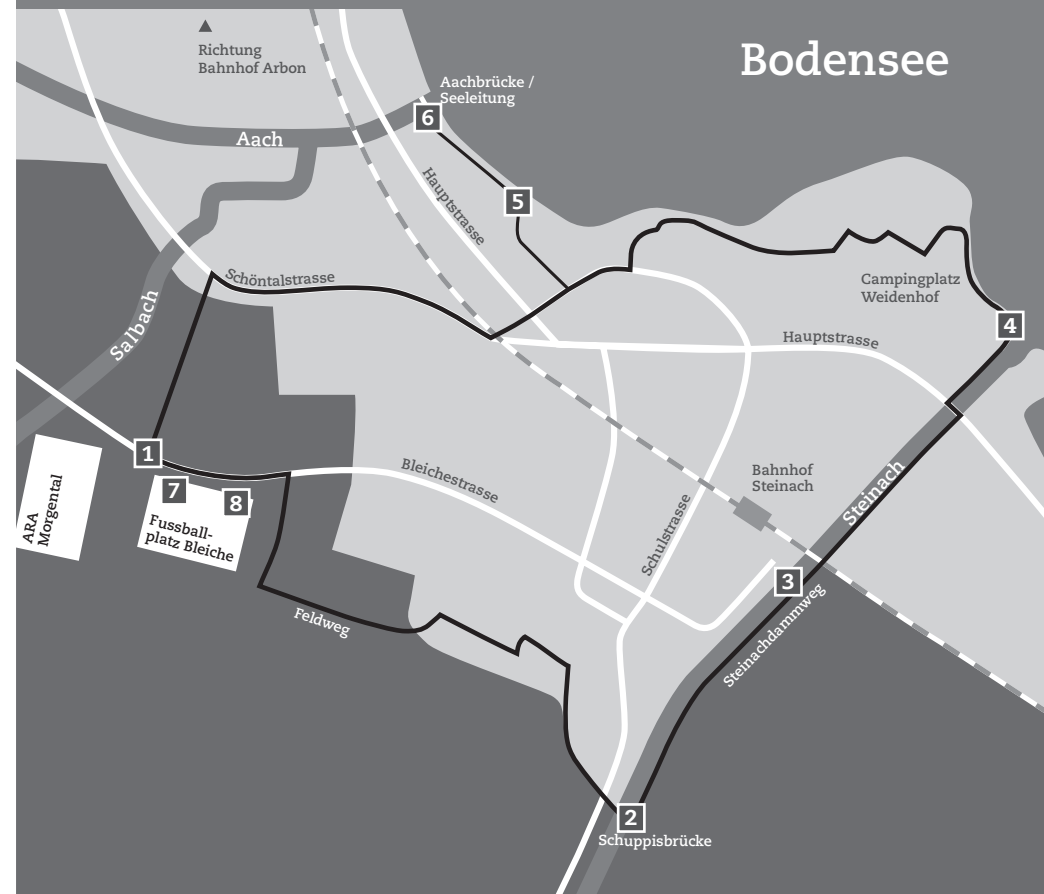 Richtung
Bahnhof Arbon
Bodensee
Aachbrücke /
Seeleitung
6
Aach
Hauptstrasse
5
Schöntalstrasse
Campingplatz
Weidenhof
4
Salbach
Hauptstrasse
1
7
8
ARA
Morgental
Fussball-
platz Bleiche
Bleichestrasse
Bahnhof
Steinach
Steinach
Schulstrasse
3
Feldweg
Steinachdammweg
2
Schuppisbrücke